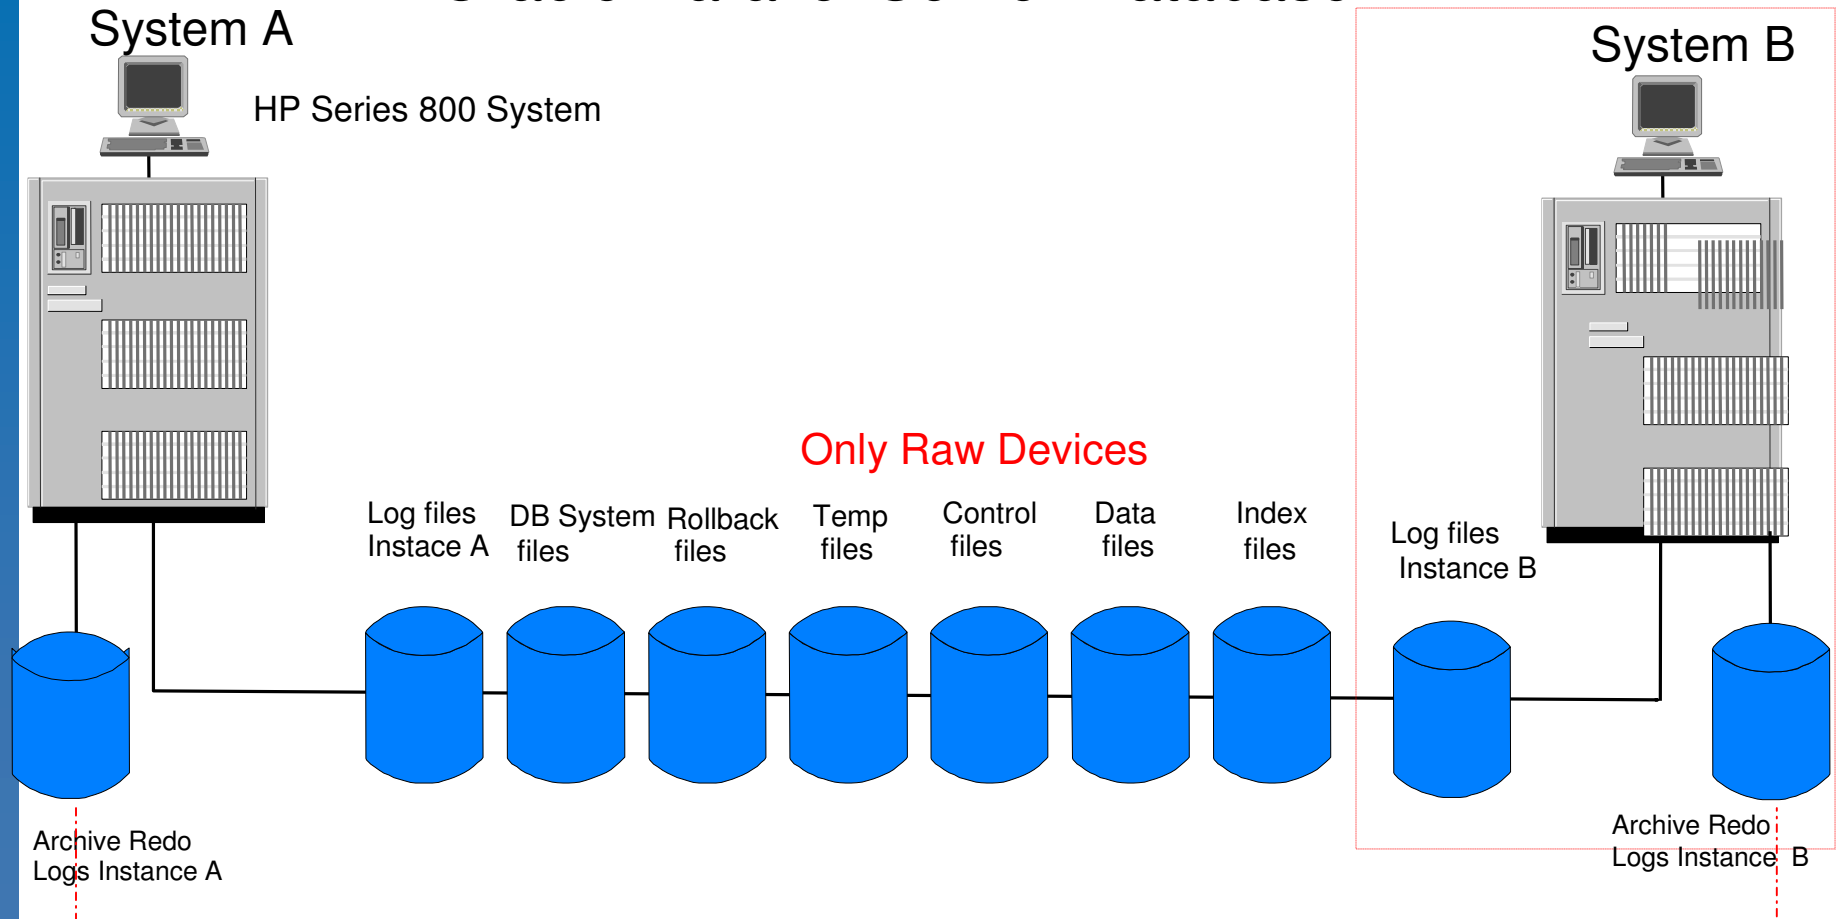 System A
System B
HP Series 800 System
Only Raw Devices
Log files
Instace A
DB System
files
Rollback
files
Temp
files
Control
files
Data
files
Index
files
Log files
Instance B
Archive Redo
Logs Instance A
Archive Redo
Logs Instance B